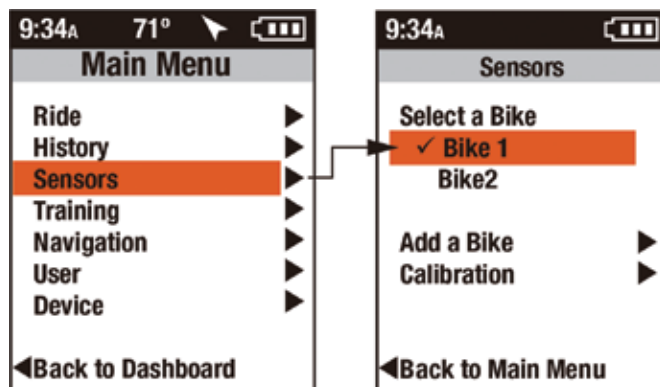 9:34A 71º
Main Menu
Ride
History
Sensors
Training
Navigation
User
Device
Back to Dashboard
9:34A
Sensors
Select a Bike
✓ Bike 1
Bike2
Add a Bike
Calibration
Back to Main Menu